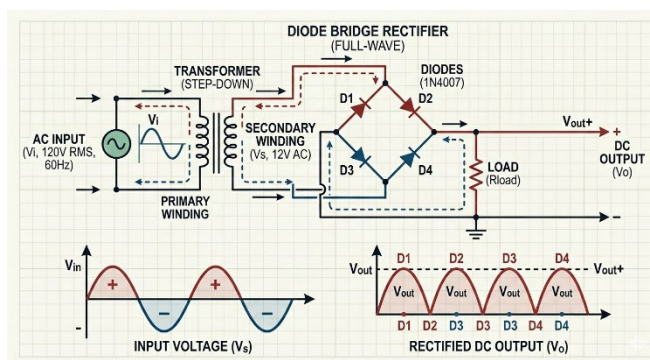 DIODE BRIDGE RECTIFIER
(FULL-WAVE)
TRANSFORMER
(STEP-DOWN)
DIODES
(1N4007)
D1
D2
Vi
AC INPUT
(Vi, 120V RMS,
60Hz)
SECONDARY
WINDING
(Vs, 12V AC)
Vout+
+
DC
OUTPUT
(Vo)
D3
D4
LOAD
(Rload)
PRIMARY
WINDING
-
Vin
+
+
-
-
-
INPUT VOLTAGE (Vs)
D1
D2
D3
D4
Vout
Vout+
Vout
Vout
Vout
Vout
D1
D2
D3
D3
D3
D4
D4
RECTIFIED DC OUTPUT (Vo)